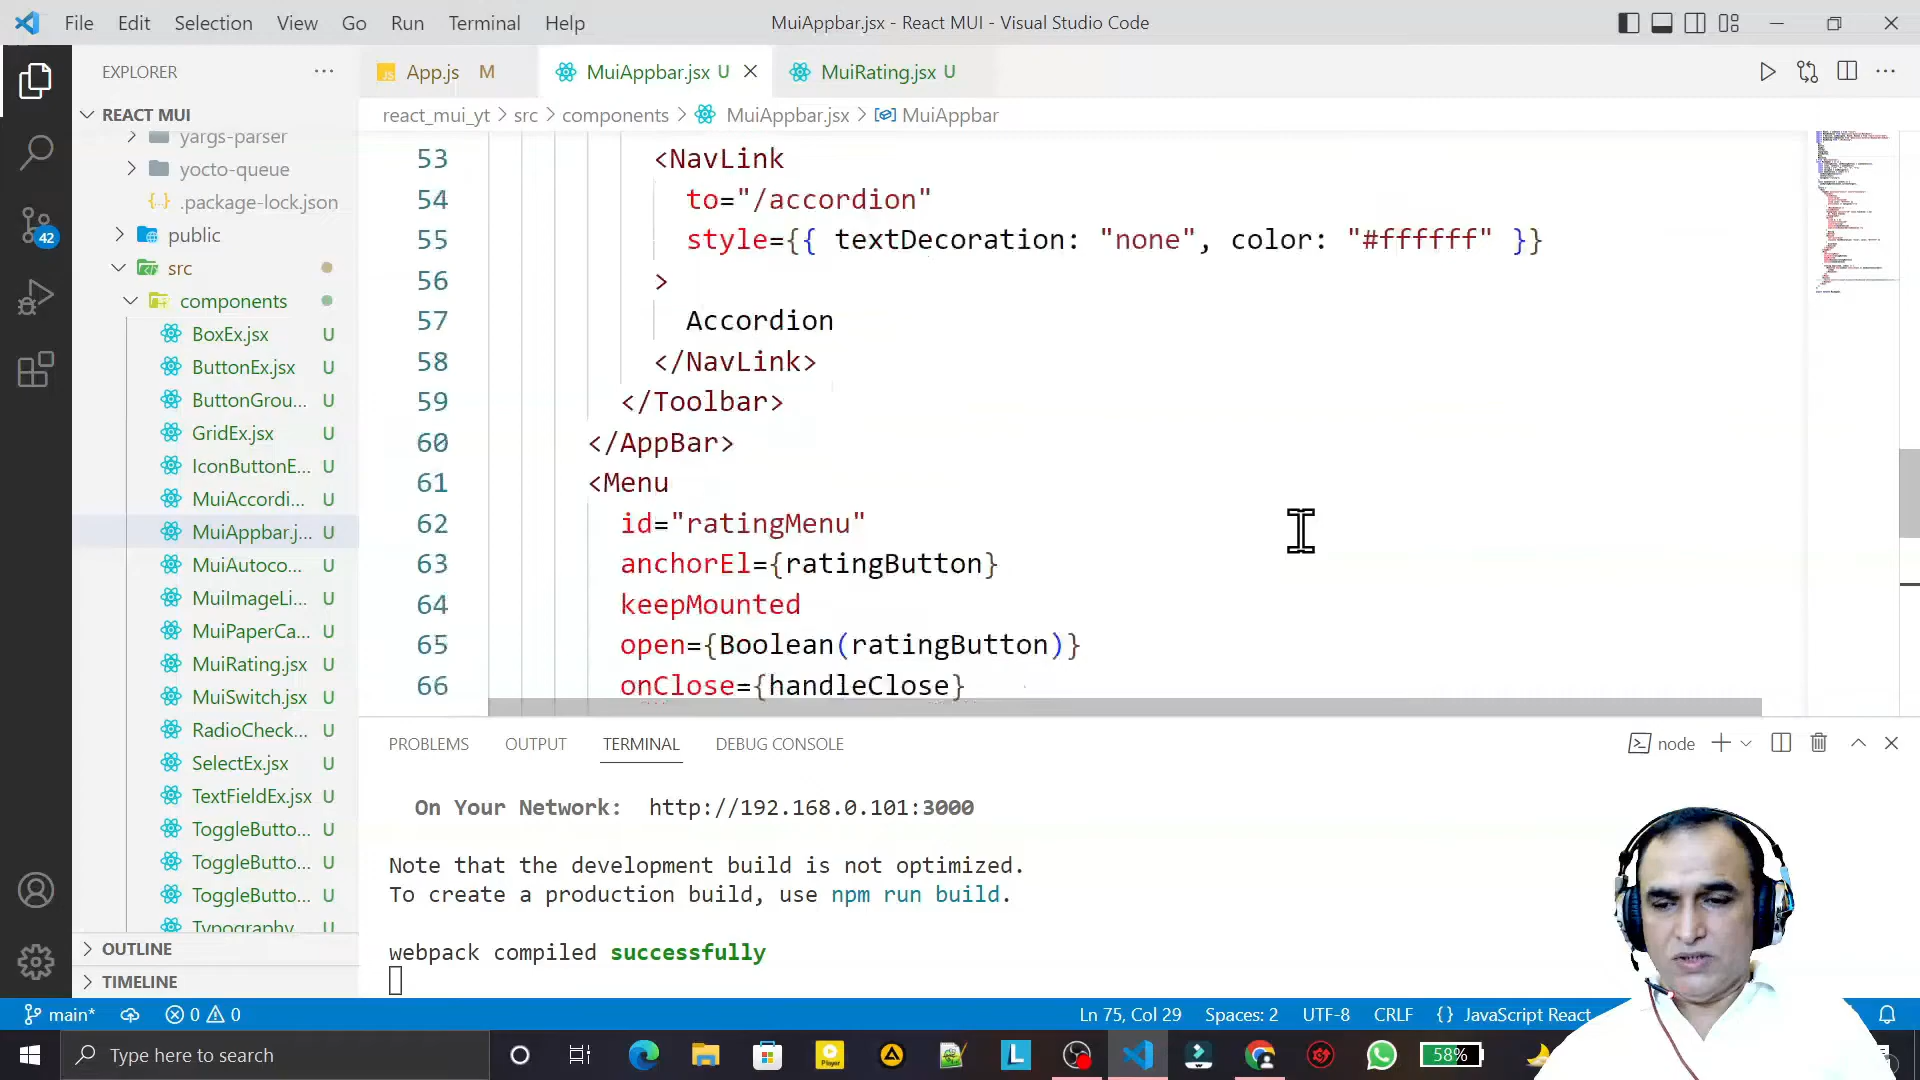 File Edit Selection View Go Run Terminal Help
MuiAppbar.jsx - React MUI - Visual Studio Code
EXPLORER
App.js M
MuiAppbar.jsx U
MuiRating.jsx U
REACT MUI
react_mui_yt > src > components > MuiAppbar.jsx > MuiAppbar
yargs-parser
yocto-queue
.package-lock.json
public
src
components
BoxEx.jsx U
ButtonEx.jsx U
ButtonGrou... U
GridEx.jsx U
IconButtonE... U
MuiAccordi... U
MuiAppbar.j... U
MuiAutoco... U
MuiImageLi... U
MuiPaperCa... U
MuiRating.jsx U
MuiSwitch.jsx U
RadioCheck... U
SelectEx.jsx U
TextFieldEx.jsx U
ToggleButto... U
ToggleButto... U
ToggleButto... U
Typography U
OUTLINE
TIMELINE
42
53 <NavLink
54 to="/accordion"
55 style={{ textDecoration: "none", color: "#ffffff" }}
56 >
57 Accordion
58 </NavLink>
59 </Toolbar>
60 </AppBar>
61 <Menu
62 id="ratingMenu"
63 anchorEl={ratingButton}
64 keepMounted
65 open={Boolean(ratingButton)}
66 onClose={handleClose}
PROBLEMS OUTPUT TERMINAL DEBUG CONSOLE
node
On Your Network: http://192.168.0.101:3000
Note that the development build is not optimized.
To create a production build, use npm run build.
webpack compiled successfully
main* 0 0
Ln 75, Col 29 Spaces: 2 UTF-8 CRLF {} JavaScript React
Type here to search
Player
L
58%